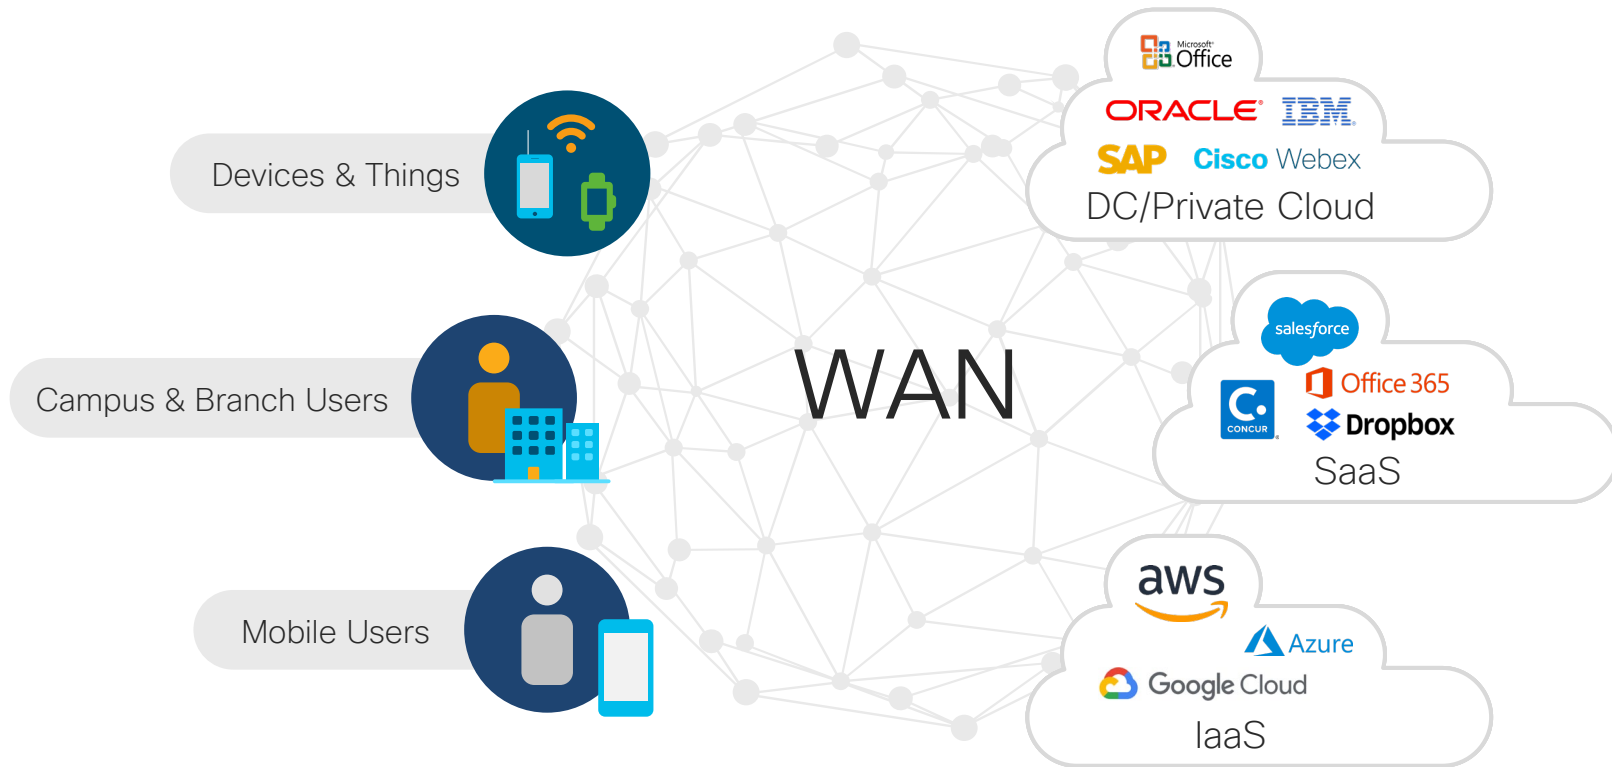 Devices & Things
Campus & Branch Users
Mobile Users
WAN
Microsoft®
Office
ORACLE® IBM®
SAP Cisco Webex
DC/Private Cloud
salesforce
Office 365
C.
CONCUR®
Dropbox
SaaS
aws
Azure
Google Cloud
IaaS